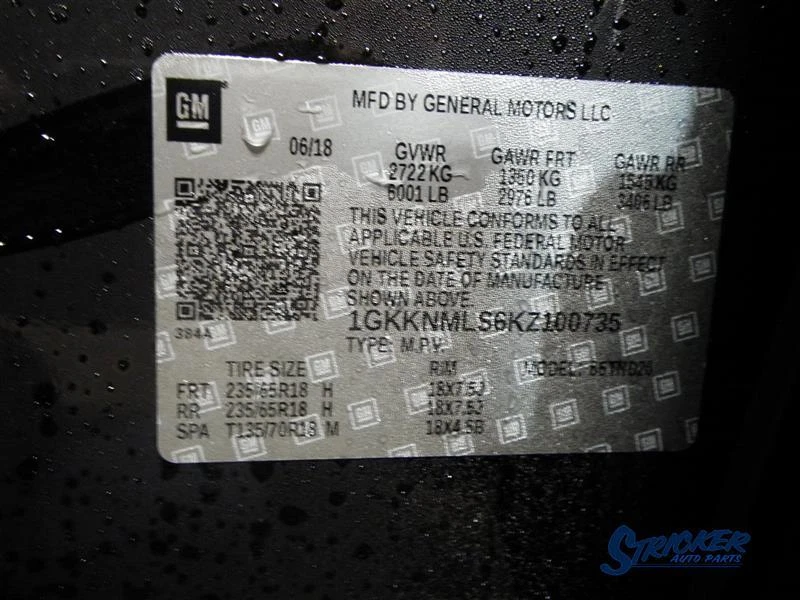 GM
MFD BY GENERAL MOTORS LLC
06/18 GVWR GAWR FRT GAWR RR
2722 KG 1350 KG 1545 KG
6001 LB 2976 LB 3406 LB
THIS VEHICLE CONFORMS TO ALL
APPLICABLE U.S. FEDERAL MOTOR
VEHICLE SAFETY STANDARDS IN EFFECT
ON THE DATE OF MANUFACTURE
SHOWN ABOVE.
384A
1GKKNMLS6KZ100735
TYPE: M.P.V.
TIRE SIZE RIM MODEL:
FRT 235/65R18 H 18X7.5J
RR 235/65R18 H 18X7.5J
SPA T135/70R18 M 18X4.5B
STRICKER
AUTO PARTS